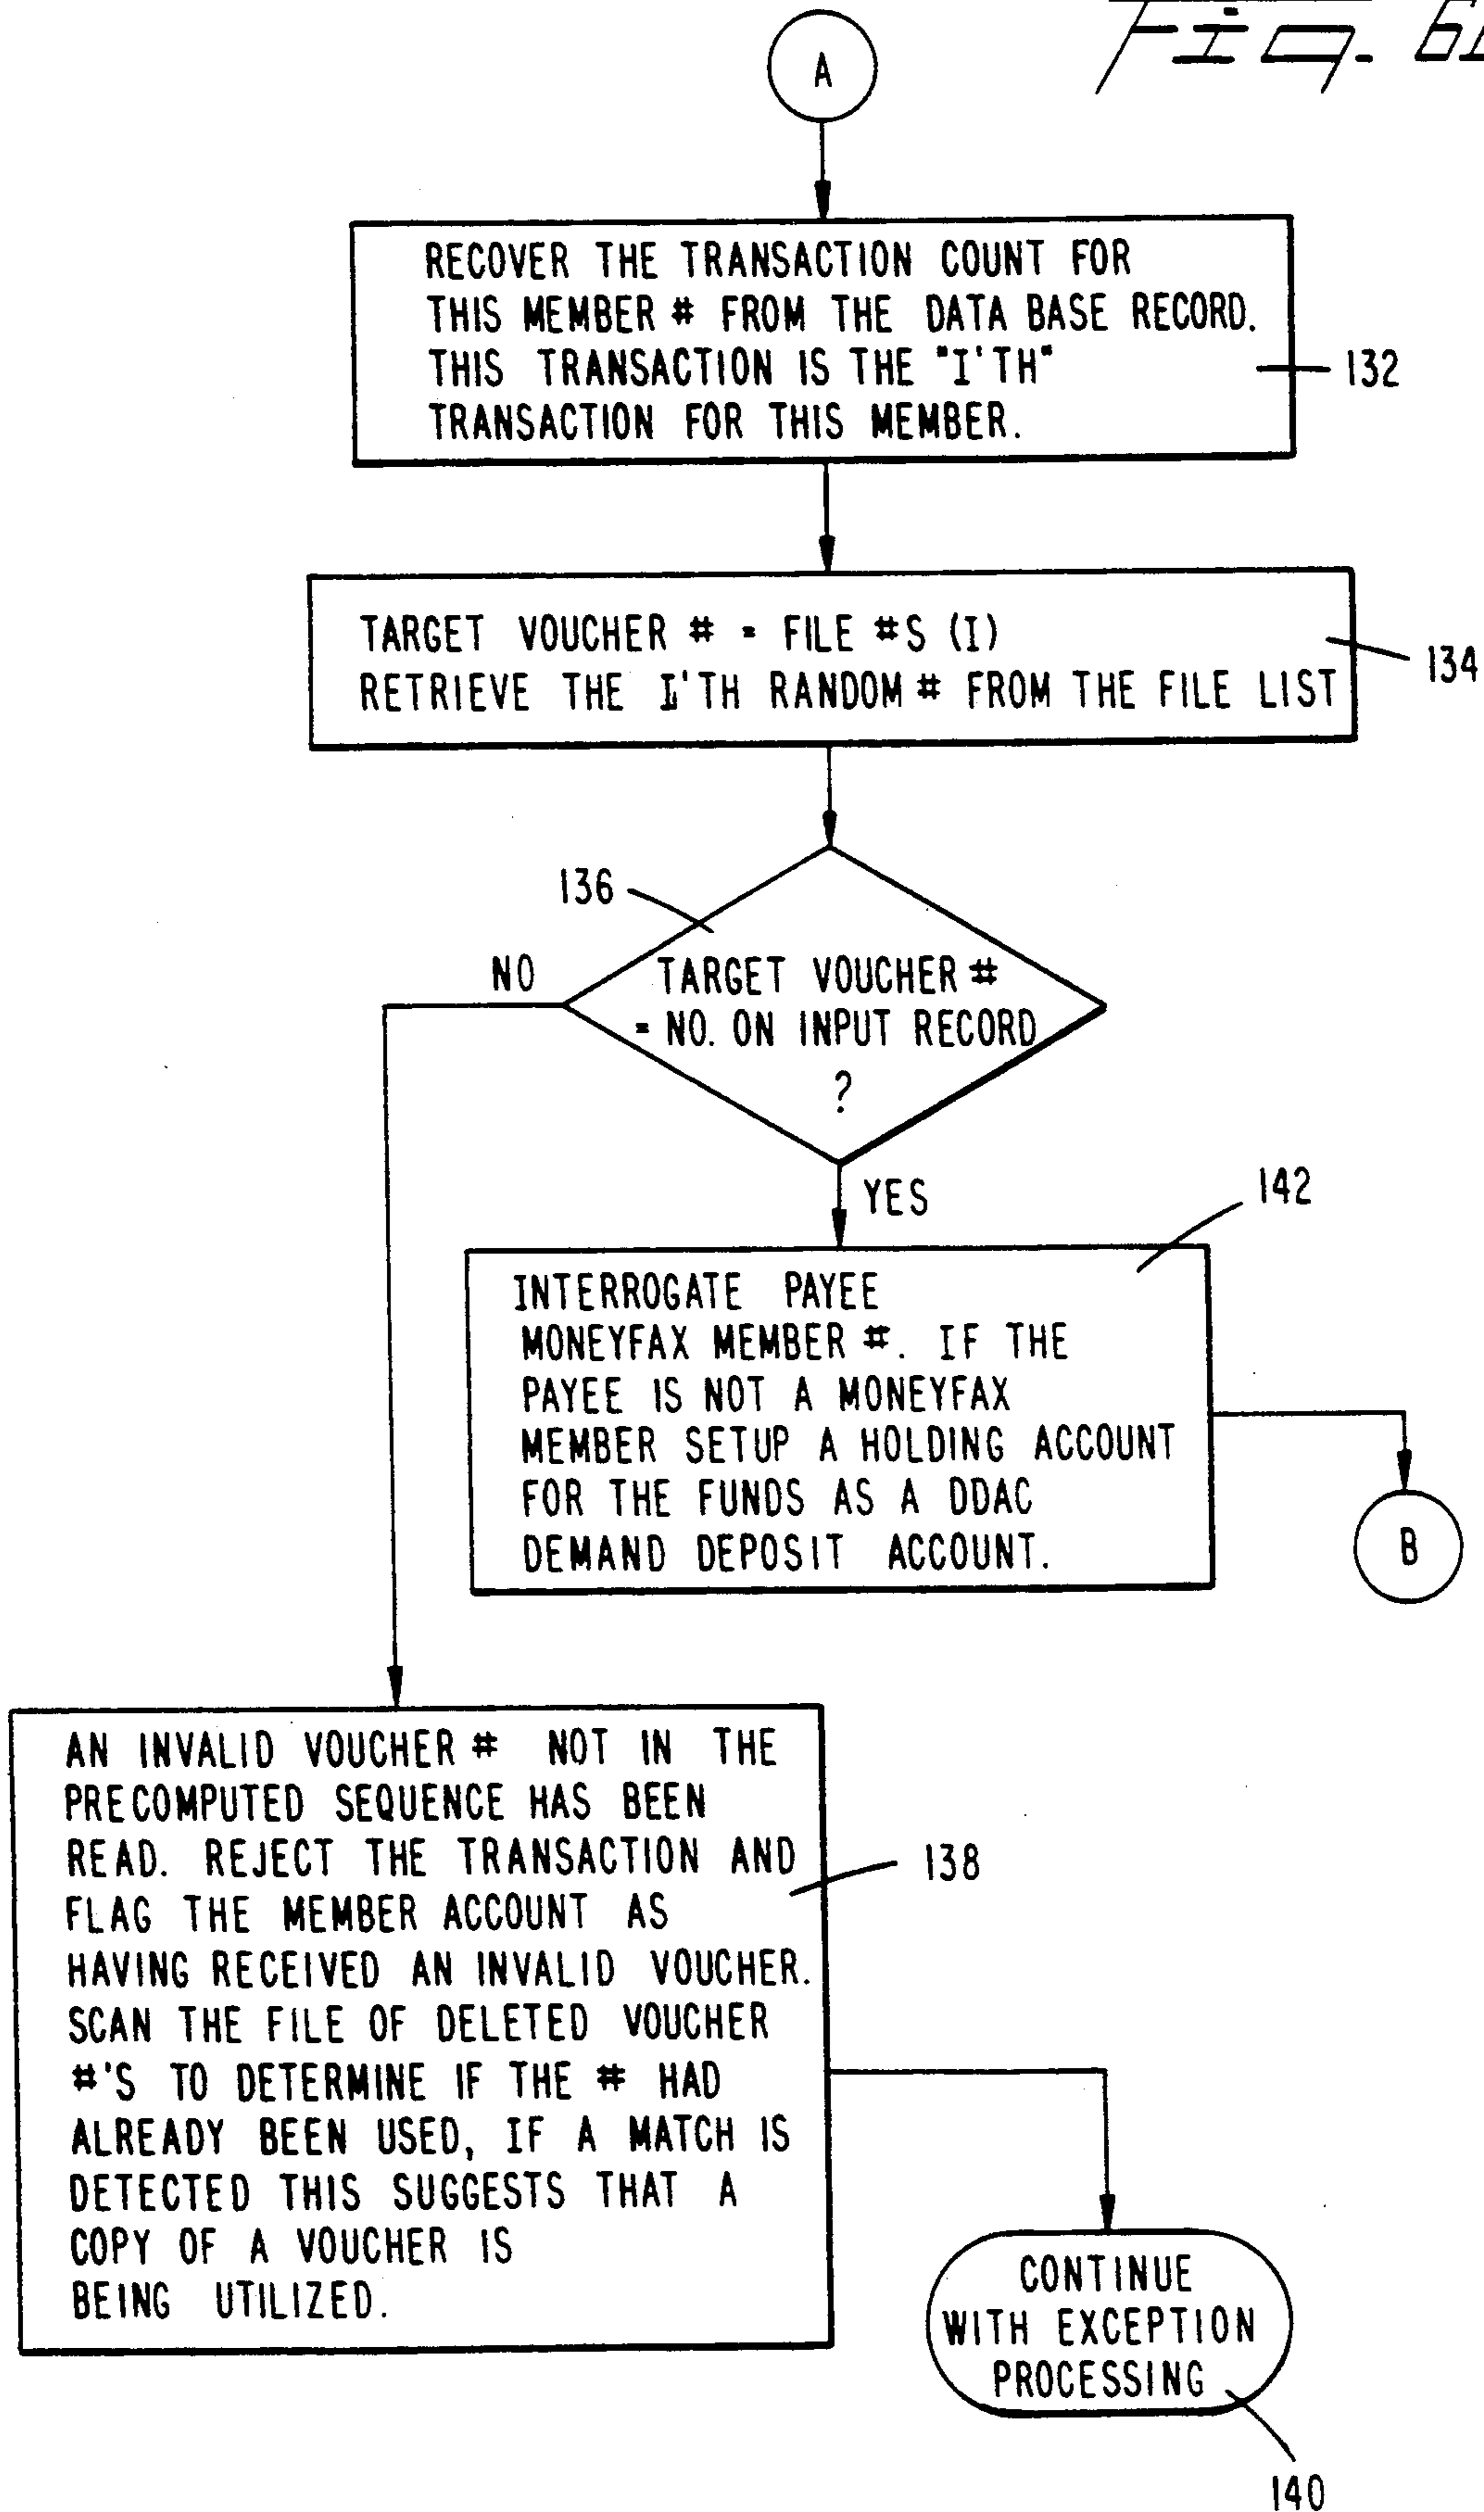 Fig.
A
RECOVER THE TRANSACTION COUNT FOR
THIS MEMBER # FROM THE DATA BASE RECORD.
THIS TRANSACTION IS THE "I'TH"
TRANSACTION FOR THIS MEMBER.
132
TARGET VOUCHER # = FILE #S (I)
RETRIEVE THE I'TH RANDOM # FROM THE FILE LIST
134
136
NO
TARGET VOUCHER #
= NO. ON INPUT RECORD
?
YES
142
INTERROGATE PAYEE
MONEYFAX MEMBER #. IF THE
PAYEE IS NOT A MONEYFAX
MEMBER SETUP A HOLDING ACCOUNT
FOR THE FUNDS AS A DDAC
DEMAND DEPOSIT ACCOUNT.
B
AN INVALID VOUCHER # NOT IN THE
PRECOMPUTED SEQUENCE HAS BEEN
READ. REJECT THE TRANSACTION AND
FLAG THE MEMBER ACCOUNT AS
HAVING RECEIVED AN INVALID VOUCHER.
SCAN THE FILE OF DELETED VOUCHER
#'S TO DETERMINE IF THE # HAD
ALREADY BEEN USED, IF A MATCH IS
DETECTED THIS SUGGESTS THAT A
COPY OF A VOUCHER IS
BEING UTILIZED.
138
CONTINUE
WITH EXCEPTION
PROCESSING
140